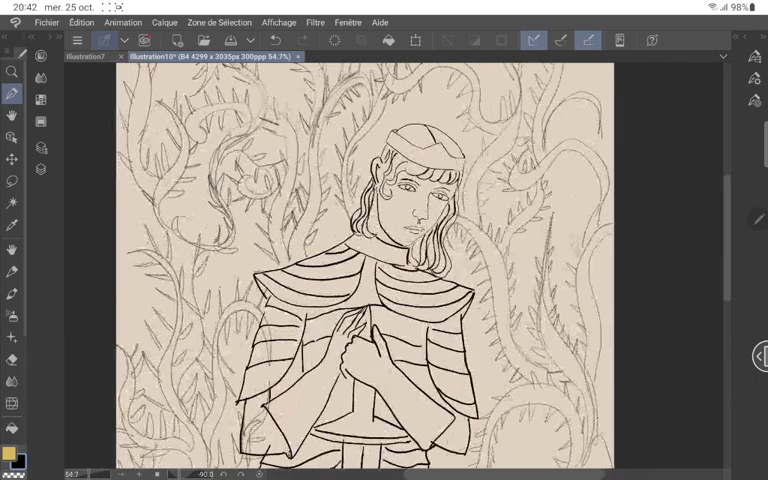 20:42 mer. 25 oct. 98%
Fichier Édition Animation Calque Zone de Sélection Affichage Filtre Fenêtre Aide
Illustration7 Illustration10* (B4 4299 x 3035px 300ppp 54.7%)
54.7 -90.0